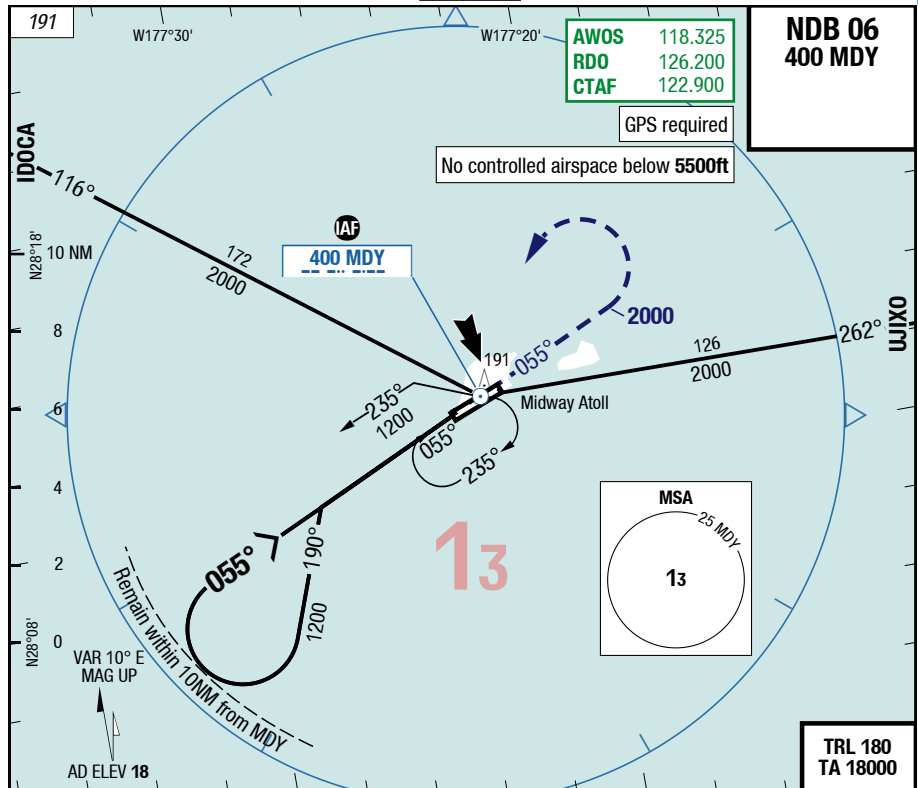 191
W177°30'
W177°20'
AWOS 118.325
RDO 126.200
CTAF 122.900
NDB 06
400 MDY
GPS required
No controlled airspace below 5500ft
IDOCA
116°
172
2000
IAF
400 MDY
N28°18'
10 NM
8
6
4
2
0
N28°08'
2000
055°
191
UJIXO
262°
126
2000
Midway Atoll
235°
1200
055°
235°
055°
190°
1200
13
MSA
25 MDY
13
Remain within 10NM from MDY
VAR 10° E
MAG UP
AD ELEV 18
TRL 180
TA 18000